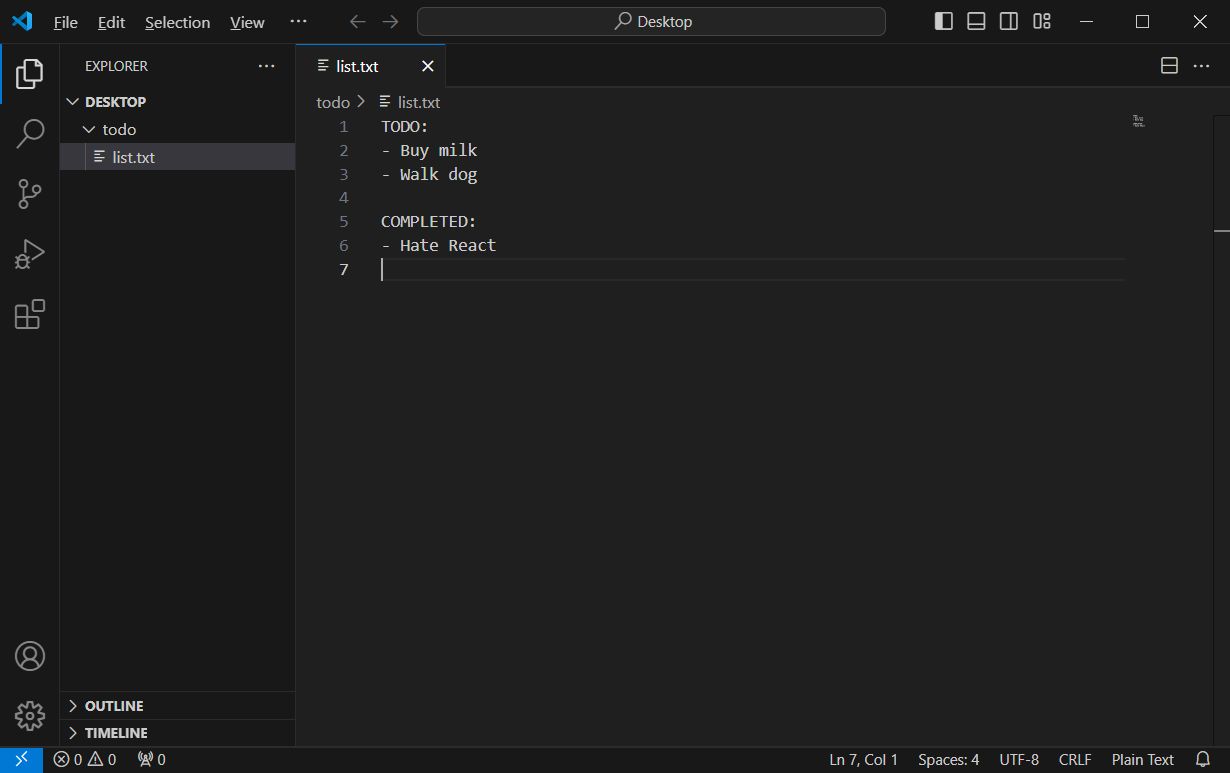 File Edit Selection View ···
Desktop
EXPLORER ···
DESKTOP
todo
list.txt
OUTLINE
TIMELINE
list.txt
todo > list.txt
1 TODO:
2 - Buy milk
3 - Walk dog
4
5 COMPLETED:
6 - Hate React
7
0 0 0 Ln 7, Col 1 Spaces: 4 UTF-8 CRLF Plain Text